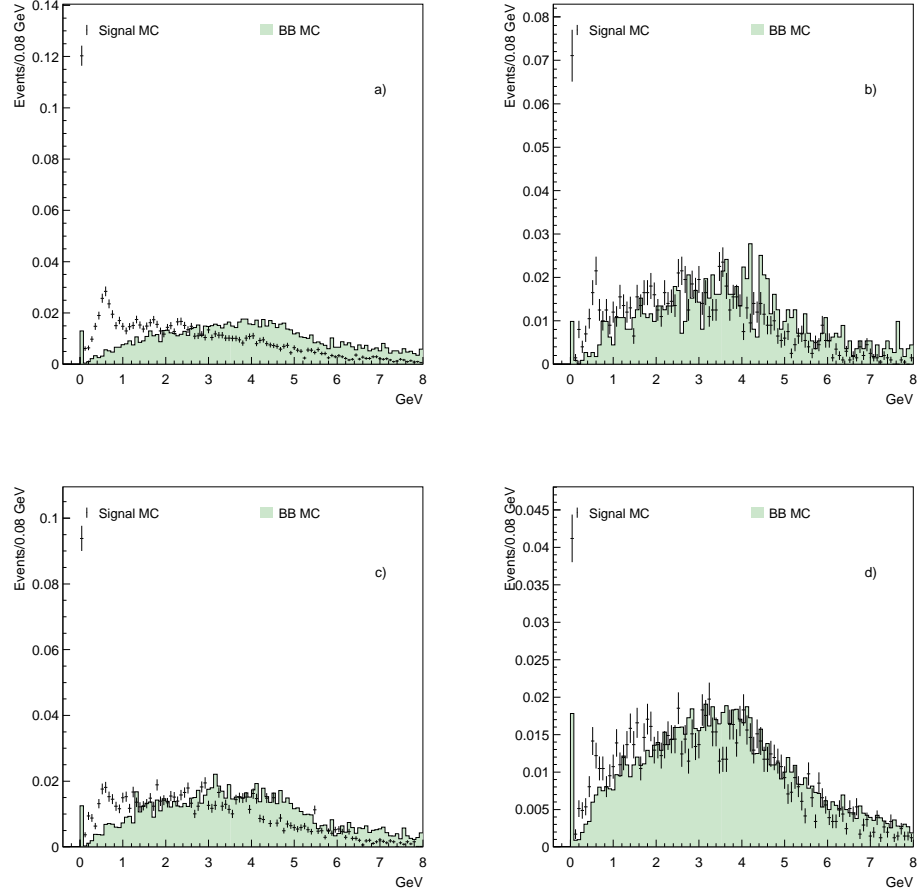 Events/0.08 GeV
Signal MC
BB MC
a)
0.14
0.12
0.1
0.08
0.06
0.04
0.02
0
0 1 2 3 4 5 6 7 8
GeV
Events/0.08 GeV
Signal MC
BB MC
b)
0.08
0.07
0.06
0.05
0.04
0.03
0.02
0.01
0
0 1 2 3 4 5 6 7 8
GeV
Events/0.08 GeV
Signal MC
BB MC
c)
0.1
0.08
0.06
0.04
0.02
0
0 1 2 3 4 5 6 7 8
GeV
Events/0.08 GeV
Signal MC
BB MC
d)
0.045
0.04
0.035
0.03
0.025
0.02
0.015
0.01
0.005
0
0 1 2 3 4 5 6 7 8
GeV